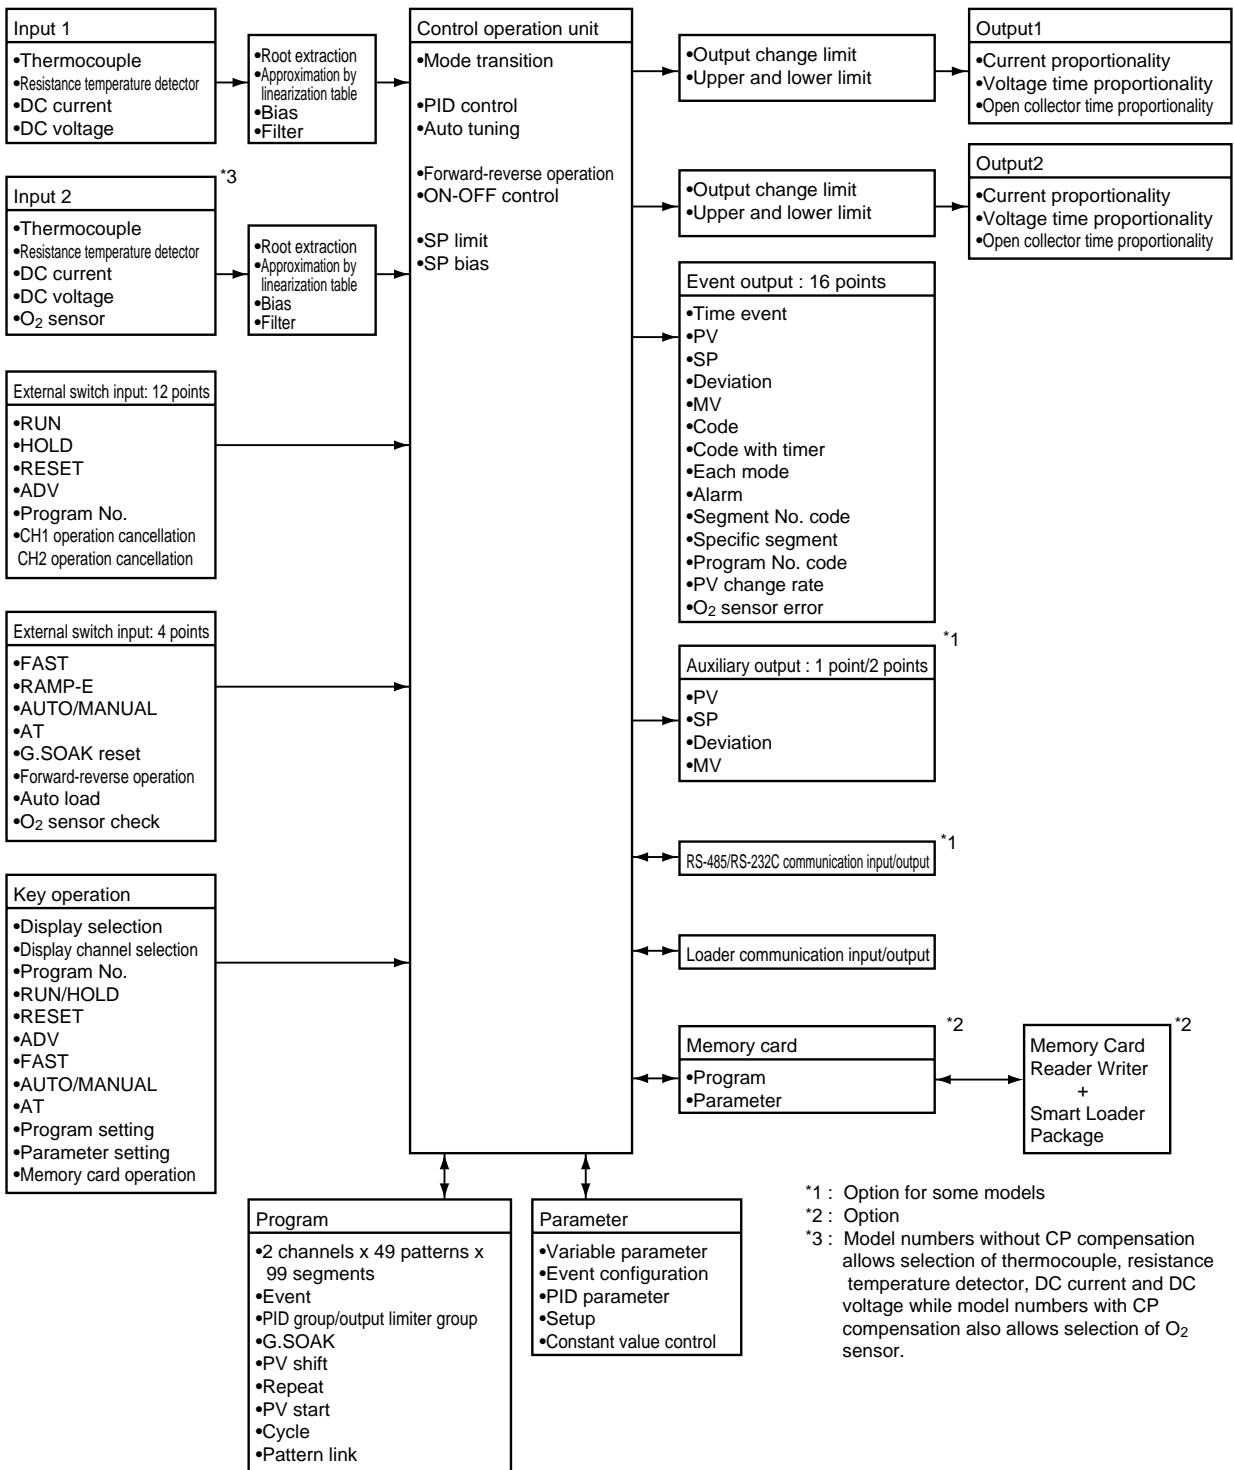 Input 1
•Thermocouple
•Resistance temperature detector
•DC current
•DC voltage
•Root extraction
•Approximation by
linearization table
•Bias
•Filter
Input 2
*3
•Thermocouple
•Resistance temperature detector
•DC current
•DC voltage
•O2 sensor
•Root extraction
•Approximation by
linearization table
•Bias
•Filter
External switch input: 12 points
•RUN
•HOLD
•RESET
•ADV
•Program No.
•CH1 operation cancellation
CH2 operation cancellation
External switch input: 4 points
•FAST
•RAMP-E
•AUTO/MANUAL
•AT
•G.SOAK reset
•Forward-reverse operation
•Auto load
•O2 sensor check
Key operation
•Display selection
•Display channel selection
•Program No.
•RUN/HOLD
•RESET
•ADV
•FAST
•AUTO/MANUAL
•AT
•Program setting
•Parameter setting
•Memory card operation
Control operation unit
•Mode transition
•PID control
•Auto tuning
•Forward-reverse operation
•ON-OFF control
•SP limit
•SP bias
•Output change limit
•Upper and lower limit
Output1
•Current proportionality
•Voltage time proportionality
•Open collector time proportionality
•Output change limit
•Upper and lower limit
Output2
•Current proportionality
•Voltage time proportionality
•Open collector time proportionality
Event output : 16 points
•Time event
•PV
•SP
•Deviation
•MV
•Code
•Code with timer
•Each mode
•Alarm
•Segment No. code
•Specific segment
•Program No. code
•PV change rate
•O2 sensor error
*1
Auxiliary output : 1 point/2 points
•PV
•SP
•Deviation
•MV
*1
RS-485/RS-232C communication input/output
Loader communication input/output
*2
Memory card
•Program
•Parameter
*2
Memory Card
Reader Writer
+
Smart Loader
Package
Program
•2 channels x 49 patterns x
99 segments
•Event
•PID group/output limiter group
•G.SOAK
•PV shift
•Repeat
•PV start
•Cycle
•Pattern link
Parameter
•Variable parameter
•Event configuration
•PID parameter
•Setup
•Constant value control
*1 : Option for some models
*2 : Option
*3 : Model numbers without CP compensation
allows selection of thermocouple, resistance
temperature detector, DC current and DC
voltage while model numbers with CP
compensation also allows selection of O2
sensor.